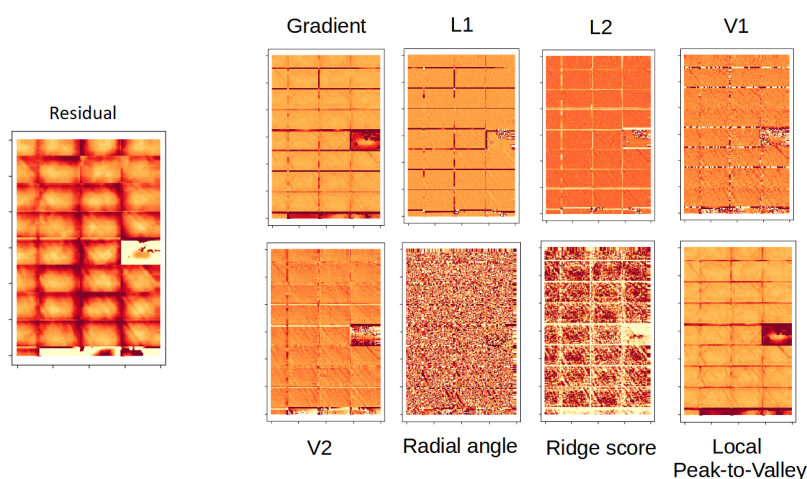 Gradient
L1
L2
V1
Residual
V2
Radial angle
Ridge score
Local
Peak-to-Valley